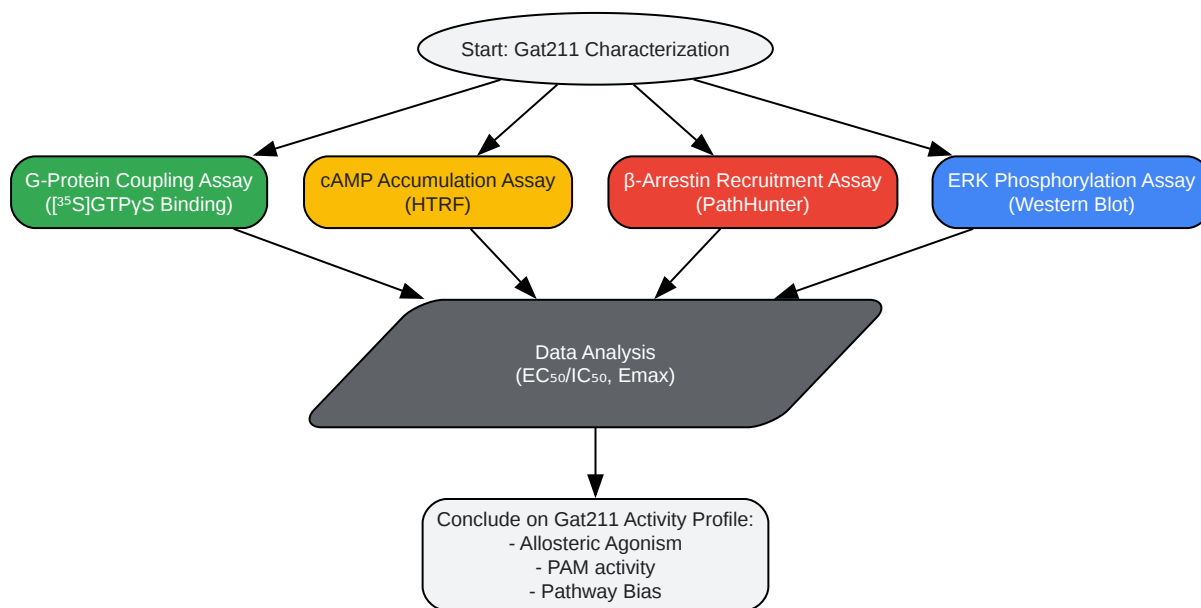 Start: Gat211 Characterization
G-Protein Coupling Assay
([³⁵S]GTPγS Binding)
cAMP Accumulation Assay
(HTRF)
β-Arrestin Recruitment Assay
(PathHunter)
ERK Phosphorylation Assay
(Western Blot)
Data Analysis
(EC₅₀/IC₅₀, Emax)
Conclude on Gat211 Activity Profile:
- Allosteric Agonism
- PAM activity
- Pathway Bias